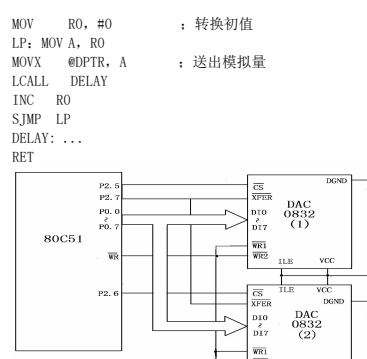 MOV R0, #0 ；转换初值
LP：MOV A, R0
MOVX @DPTR, A ；送出模拟量
LCALL DELAY
INC R0
SJMP LP
DELAY: ...
RET
80C51
P2.5
P2.7
P0.0
≀
P0.7
WR
P2.6
CS
XFER
DI0
≀
DI7
WR1
WR2
DAC
0832
(1)
DGND
ILE
VCC
CS
XFER
DI0
≀
DI7
WR1
ILE
VCC
DGND
DAC
0832
(2)